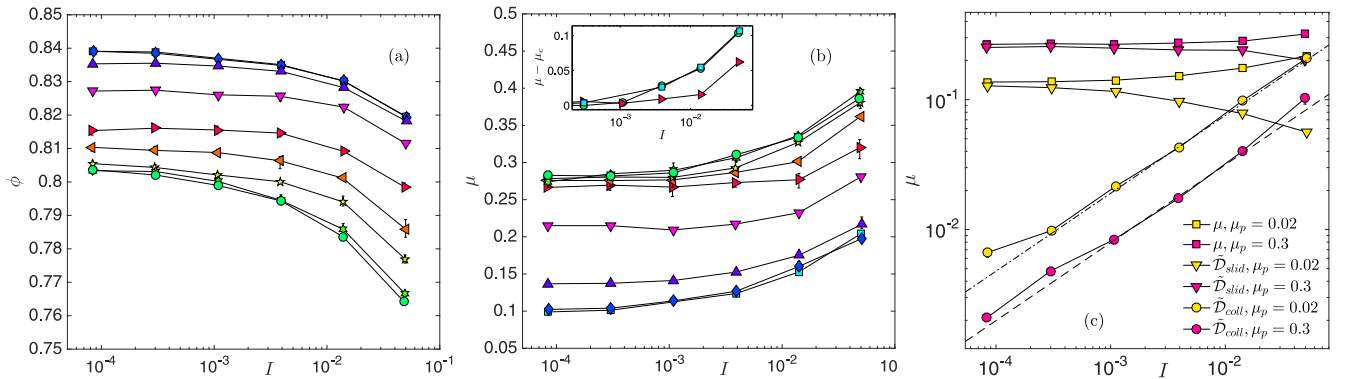 0.85
0.84
0.83
0.82
0.81
0.8
0.79
0.78
0.77
0.76
0.75
ϕ
(a)
10⁻⁴
10⁻³
10⁻²
10⁻¹
I
0.5
0.45
0.4
0.35
0.3
0.25
0.2
0.15
0.1
0.05
μ
0.1
0.05
0
μ − μc
10⁻³
10⁻²
I
(b)
10⁻⁴
10⁻³
10⁻²
10
I
10⁻¹
10⁻²
μ
μ, μp = 0.02
μ, μp = 0.3
D̃slid, μp = 0.02
D̃slid, μp = 0.3
D̃coll, μp = 0.02
D̃coll, μp = 0.3
(c)
10⁻⁴
10⁻³
10⁻²
I